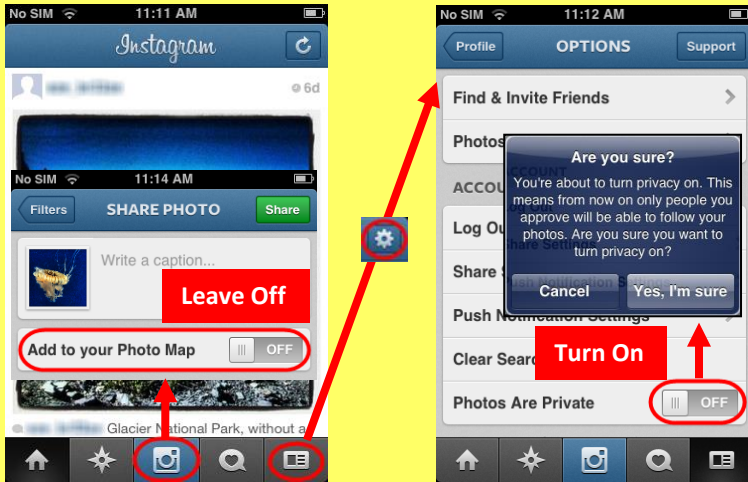 No SIM 11:11 AM
Instagram
6d
No SIM 11:14 AM
Filters SHARE PHOTO Share
Write a caption...
Leave Off
Add to your Photo Map OFF
Glacier National Park, without a
No SIM 11:12 AM
Profile OPTIONS Support
Find & Invite Friends
Photos
Are you sure?
ACCOUNT
You're about to turn privacy on. This
means from now on only people you
approve will be able to follow your
photos. Are you sure you want to
turn privacy on?
Log Out
Share Settings
Cancel Yes, I'm sure
Push Notification Settings
Turn On
Clear Sear
Photos Are Private OFF